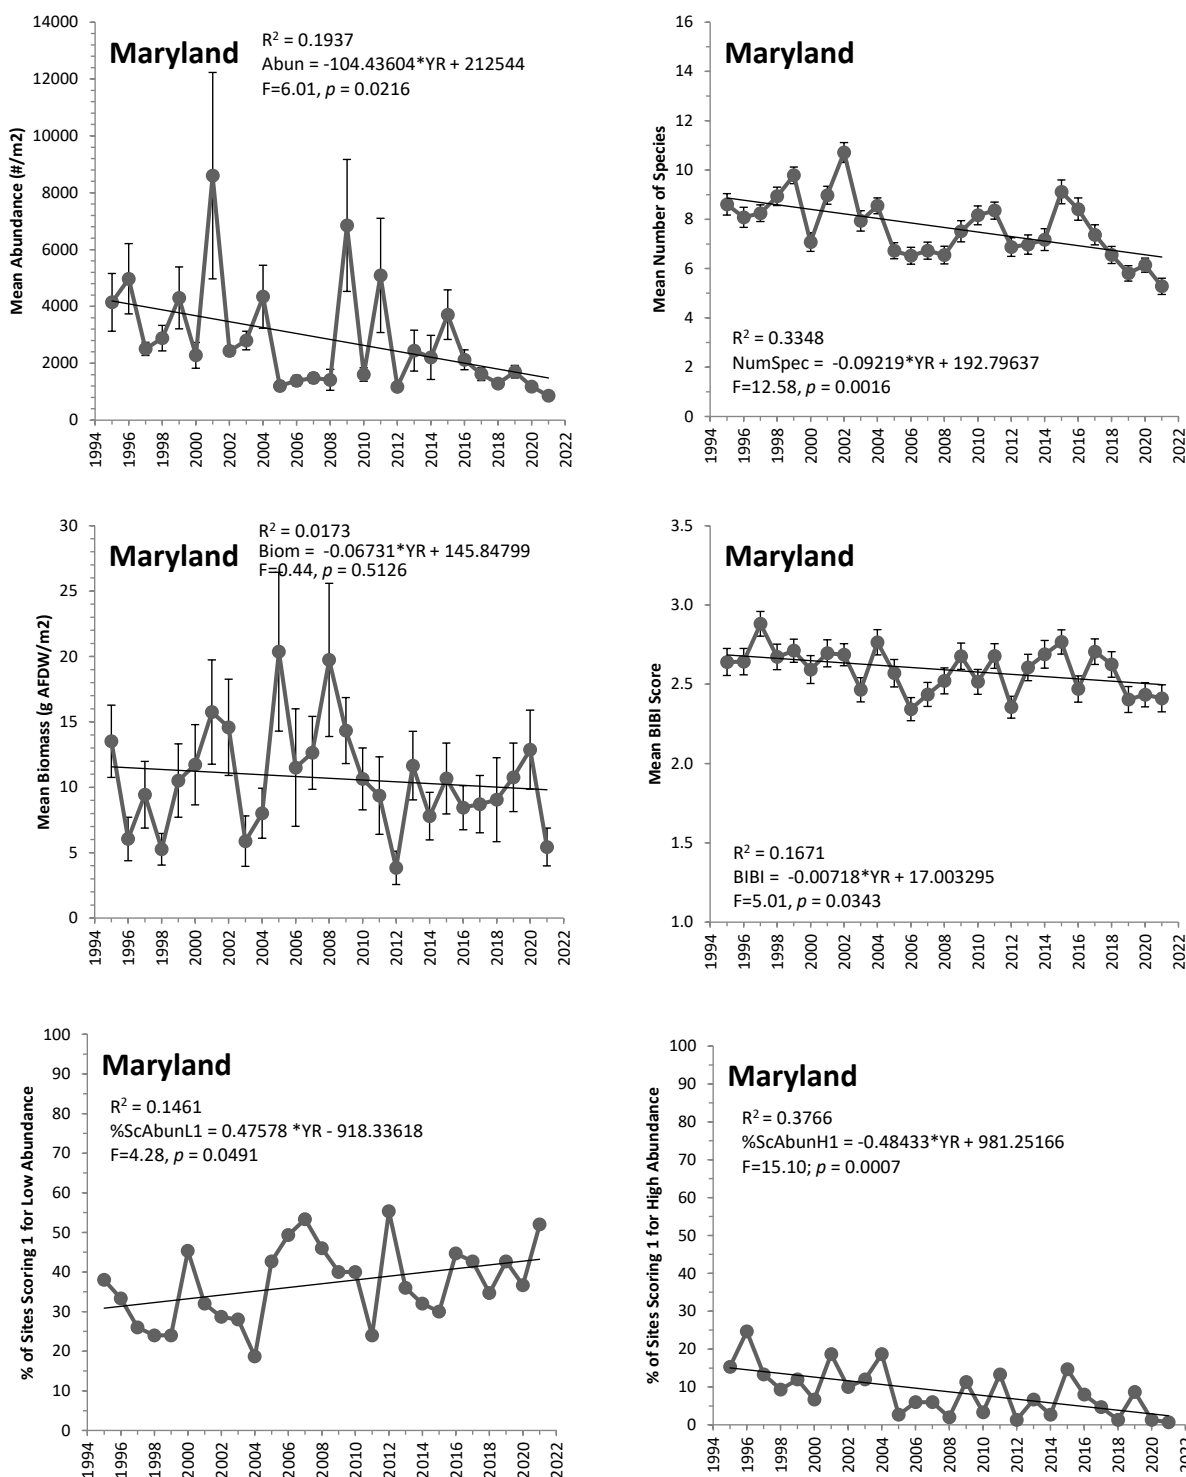 Maryland
R² = 0.1937
Abun = -104.43604*YR + 212544
F=6.01, p = 0.0216
Mean Abundance (#/m2)
14000
12000
10000
8000
6000
4000
2000
0
1994 1996 1998 2000 2002 2004 2006 2008 2010 2012 2014 2016 2018 2020 2022
Maryland
Mean Number of Species
16
14
12
10
8
6
4
2
0
R² = 0.3348
NumSpec = -0.09219*YR + 192.79637
F=12.58, p = 0.0016
1994 1996 1998 2000 2002 2004 2006 2008 2010 2012 2014 2016 2018 2020 2022
Maryland
R² = 0.0173
Biom = -0.06731*YR + 145.84799
F=0.44, p = 0.5126
Mean Biomass (g AFDW/m2)
30
25
20
15
10
5
0
1994 1996 1998 2000 2002 2004 2006 2008 2010 2012 2014 2016 2018 2020 2022
Maryland
Mean BIBI Score
3.5
3.0
2.5
2.0
1.5
1.0
R² = 0.1671
BIBI = -0.00718*YR + 17.003295
F=5.01, p = 0.0343
1994 1996 1998 2000 2002 2004 2006 2008 2010 2012 2014 2016 2018 2020 2022
Maryland
R² = 0.1461
%ScAbunL1 = 0.47578 *YR - 918.33618
F=4.28, p = 0.0491
% of Sites Scoring 1 for Low Abundance
100
90
80
70
60
50
40
30
20
10
0
1994 1996 1998 2000 2002 2004 2006 2008 2010 2012 2014 2016 2018 2020 2022
Maryland
R² = 0.3766
%ScAbunH1 = -0.48433*YR + 981.25166
F=15.10; p = 0.0007
% of Sites Scoring 1 for High Abundance
100
90
80
70
60
50
40
30
20
10
0
1994 1996 1998 2000 2002 2004 2006 2008 2010 2012 2014 2016 2018 2020 2022